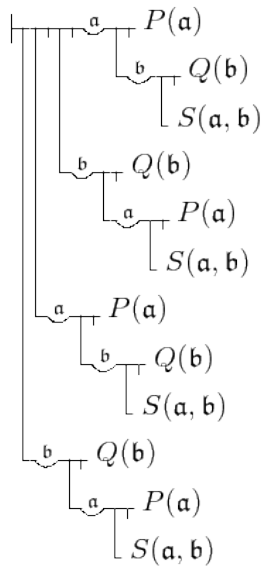 𝔞 P(𝔞)
𝔟 Q(𝔟)
S(𝔞, 𝔟)
𝔟 Q(𝔟)
𝔞 P(𝔞)
S(𝔞, 𝔟)
𝔞 P(𝔞)
𝔟 Q(𝔟)
S(𝔞, 𝔟)
𝔟 Q(𝔟)
𝔞 P(𝔞)
S(𝔞, 𝔟)